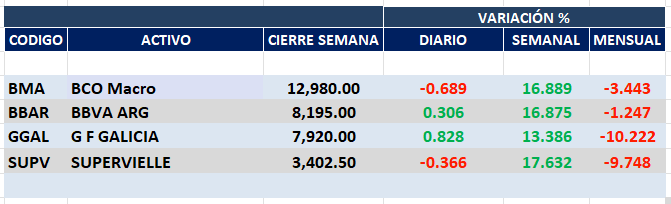 VARIACIÓN %
CODIGO ACTIVO CIERRE SEMANA DIARIO SEMANAL MENSUAL
BMA BCO Macro 12,980.00 -0.689 16.889 -3.443
BBAR BBVA ARG 8,195.00 0.306 16.875 -1.247
GGAL G F GALICIA 7,920.00 0.828 13.386 -10.222
SUPV SUPERVIELLE 3,402.50 -0.366 17.632 -9.748